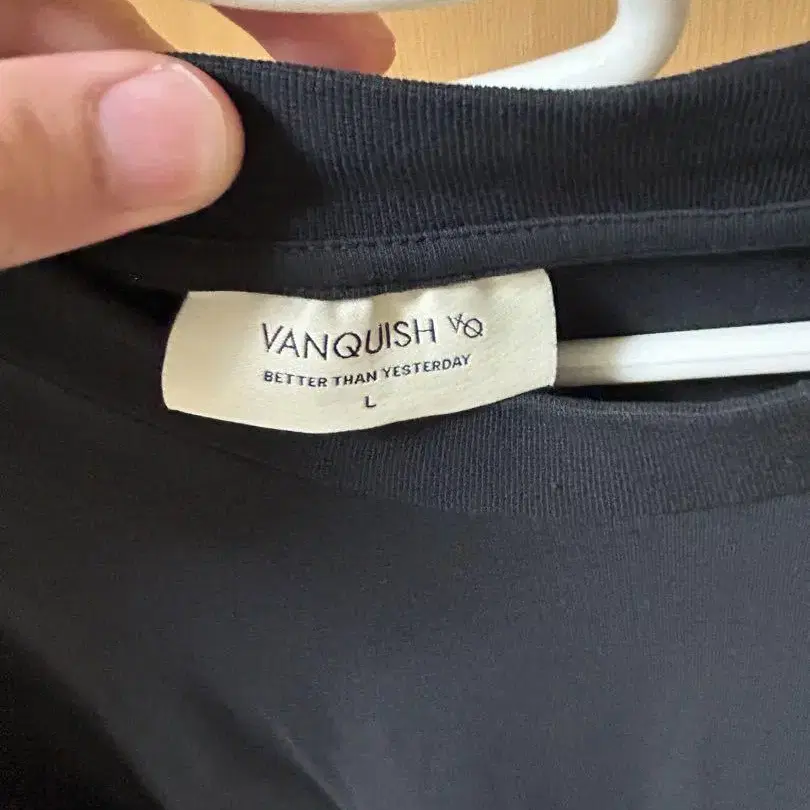 VANQUISH VQ
BETTER THAN YESTERDAY
L